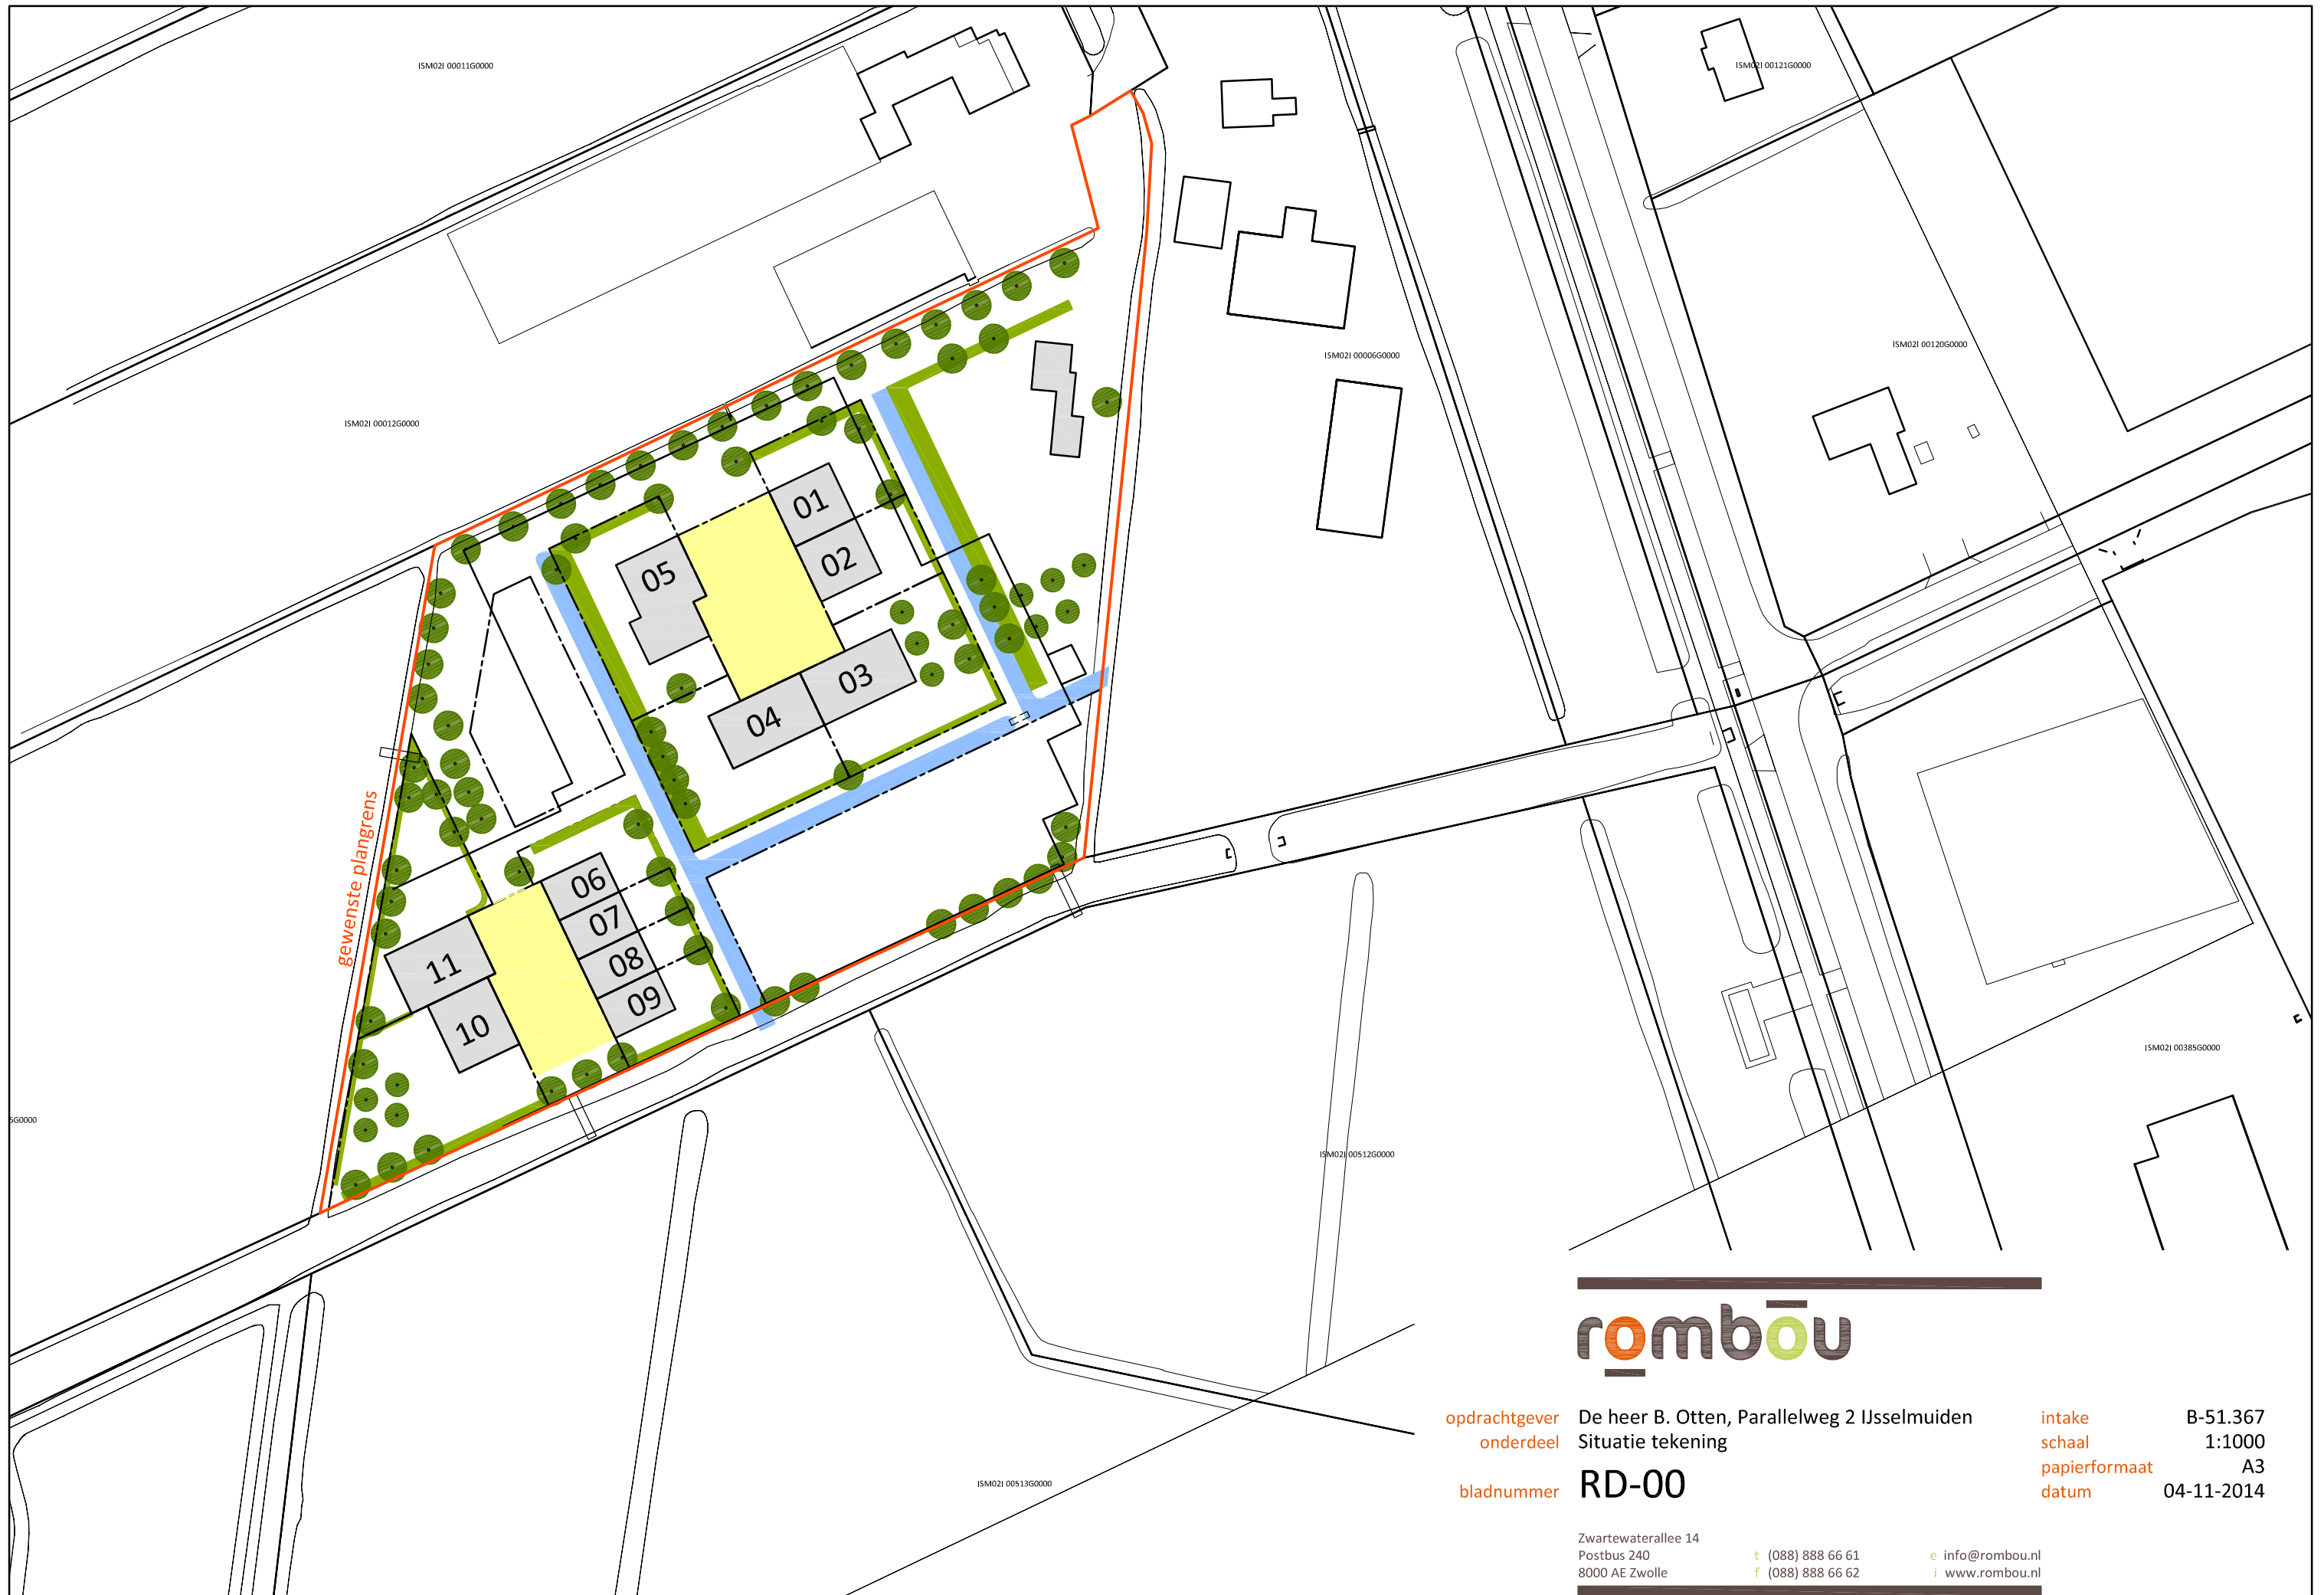 ISM02I 00011G0000
ISM02I 00121G0000
ISM02I 00006G0000
ISM02I 00120G0000
ISM02I 00012G0000
01
02
05
03
04
gewenste plangrens
06
07
08
09
11
10
ISM02I 00385G0000
5G0000
ISM02I 00512G0000
ISM02I 00513G0000
rombou
opdrachtgever De heer B. Otten, Parallelweg 2 IJsselmuiden intake B-51.367
onderdeel Situatie tekening schaal 1:1000
papierformaat A3
bladnummer RD-00 datum 04-11-2014
Zwartewaterallee 14
Postbus 240 t (088) 888 66 61 e info@rombou.nl
8000 AE Zwolle f (088) 888 66 62 i www.rombou.nl